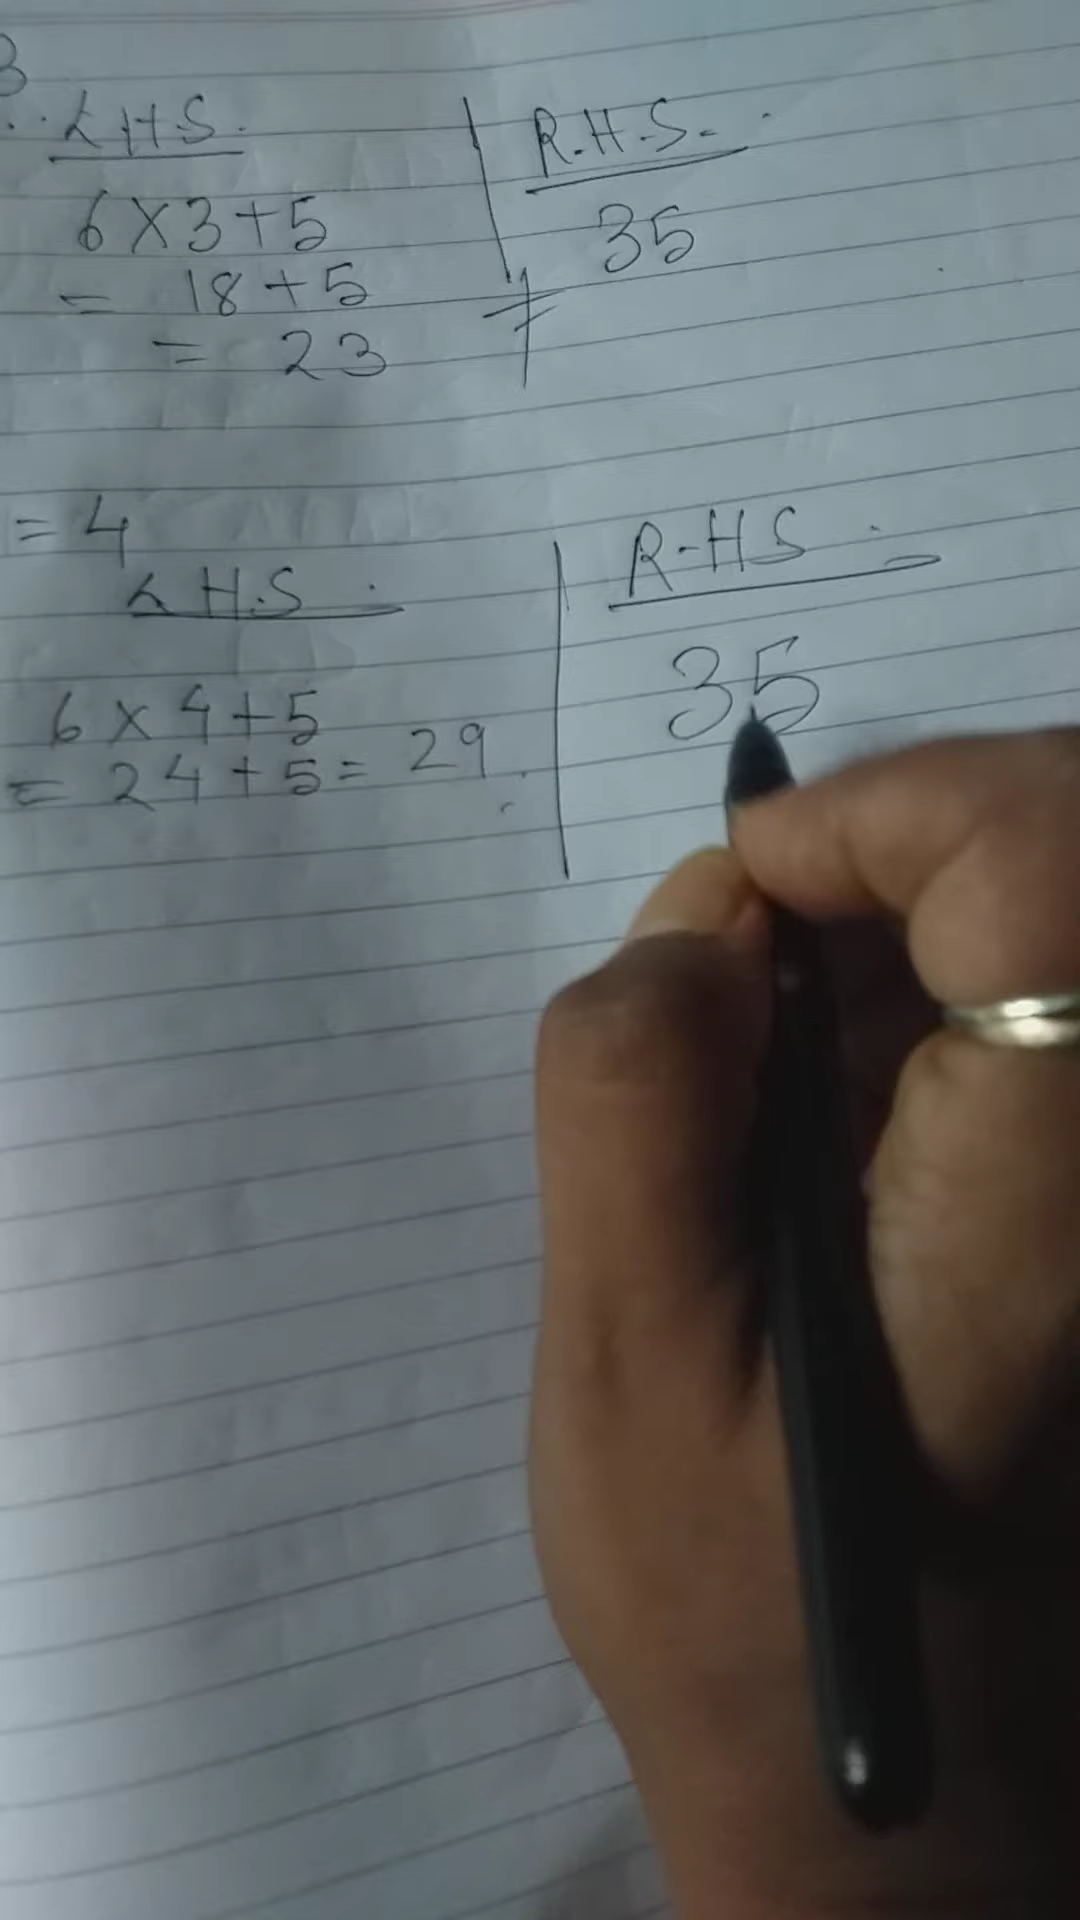 3
L.H.S. R.H.S.
6×3+5 35
= 18+5
= 23 ≠
= 4
L.H.S. R.H.S.
6×4+5 35
= 24+5= 29